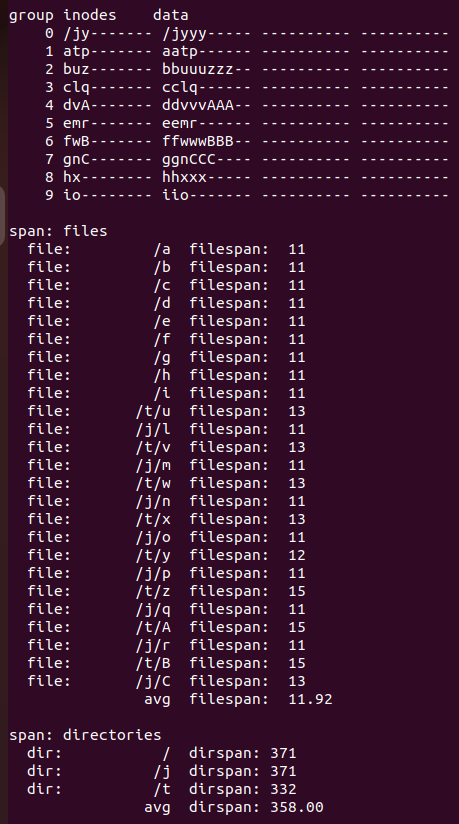 group inodes    data
    0 /jy------- /jyyy----- ---------- ----------
    1 atp------- aatp------ ---------- ----------
    2 buz------- bbuuuzzz-- ---------- ----------
    3 clq------- cclq------ ---------- ----------
    4 dvA------- ddvvvAAA-- ---------- ----------
    5 emr------- eemr------ ---------- ----------
    6 fwB------- ffwwwBBB-- ---------- ----------
    7 gnC------- ggnCCC---- ---------- ----------
    8 hx-------- hhxxx----- ---------- ----------
    9 io-------- iio------- ---------- ----------

span: files
  file:         /a  filespan:  11
  file:         /b  filespan:  11
  file:         /c  filespan:  11
  file:         /d  filespan:  11
  file:         /e  filespan:  11
  file:         /f  filespan:  11
  file:         /g  filespan:  11
  file:         /h  filespan:  11
  file:         /i  filespan:  11
  file:       /t/u  filespan:  13
  file:       /j/l  filespan:  11
  file:       /t/v  filespan:  13
  file:       /j/m  filespan:  11
  file:       /t/w  filespan:  13
  file:       /j/n  filespan:  11
  file:       /t/x  filespan:  13
  file:       /j/o  filespan:  11
  file:       /t/y  filespan:  12
  file:       /j/p  filespan:  11
  file:       /t/z  filespan:  15
  file:       /j/q  filespan:  11
  file:       /t/A  filespan:  15
  file:       /j/r  filespan:  11
  file:       /t/B  filespan:  15
  file:       /j/C  filespan:  13
               avg  filespan:  11.92

span: directories
  dir:           /  dirspan: 371
  dir:          /j  dirspan: 371
  dir:          /t  dirspan: 332
               avg  dirspan: 358.00